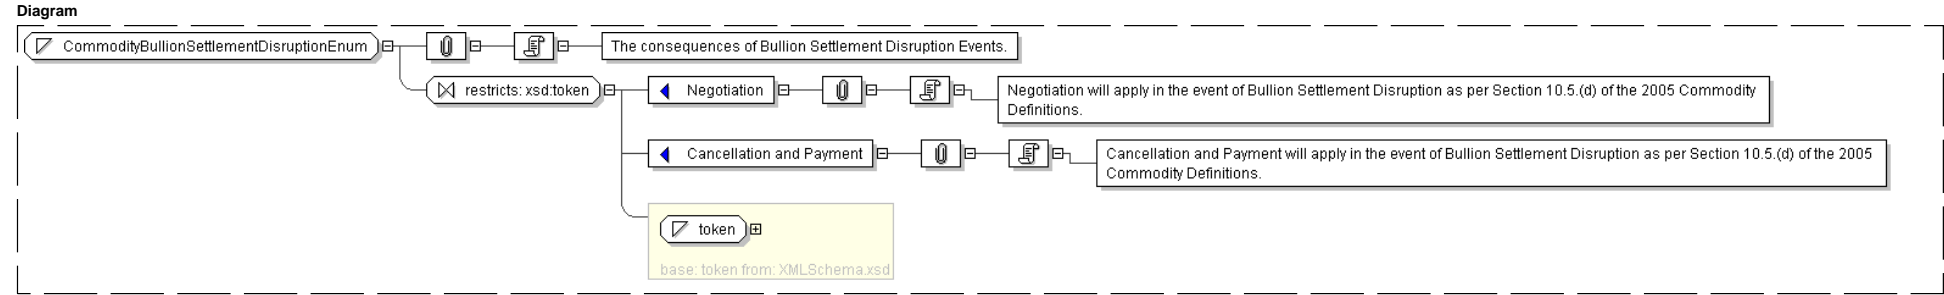 Diagram
CommodityBullionSettlementDisruptionEnum
The consequences of Bullion Settlement Disruption Events.
restricts: xsd:token
Negotiation
Negotiation will apply in the event of Bullion Settlement Disruption as per Section 10.5.(d) of the 2005 Commodity
Definitions.
Cancellation and Payment
Cancellation and Payment will apply in the event of Bullion Settlement Disruption as per Section 10.5.(d) of the 2005
Commodity Definitions.
token
base: token from: XMLSchema.xsd